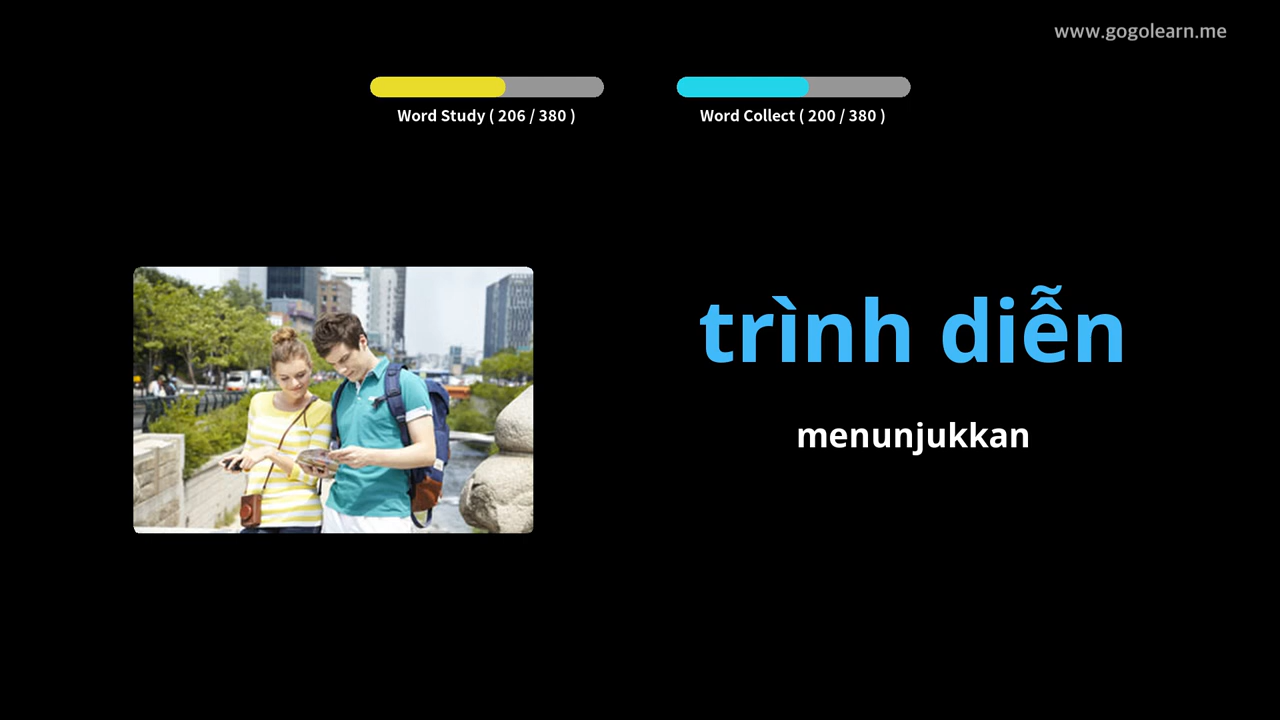 www.gogolearn.me
Word Study ( 206 / 380 )
Word Collect ( 200 / 380 )
trình diễn
menunjukkan